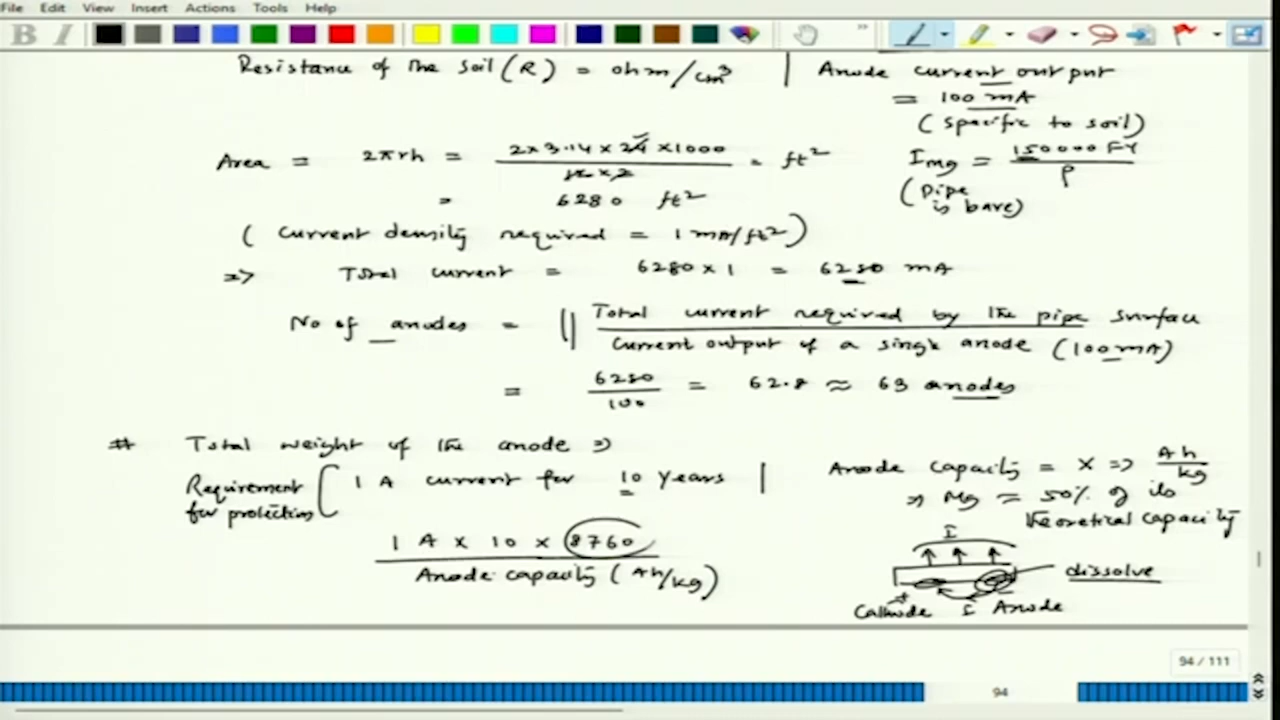 File Edit View Insert Actions Tools Help
B I
Resistance of the Soil (R) = ohm/cm³ | Anode current output
= 100 mA
(specific to soil)
Area = 2πrh = 2×3.14×24×1000 / 12×2 = ft²
I_Mg = 150000 FY / ρ
= 6280 ft²
(Pipe is bare)
(Current density required = 1 mA/ft²)
=> Total current = 6280×1 = 6280 mA
No of anodes = Total current required by the pipe surface / Current output of a single anode (100 mA)
= 6280 / 100 = 62.8 ≈ 63 anodes
# Total weight of the anode ⇒
Requirement for protection [ 1 A current for 10 years |
Anode capacity = X => Ah/kg
⇒ Mg = 50% of its
theoretical capacity
1 A × 10 × 8760 / Anode capacity (Ah/kg)
I
dissolve
Cathode I Anode
94 / 111
94